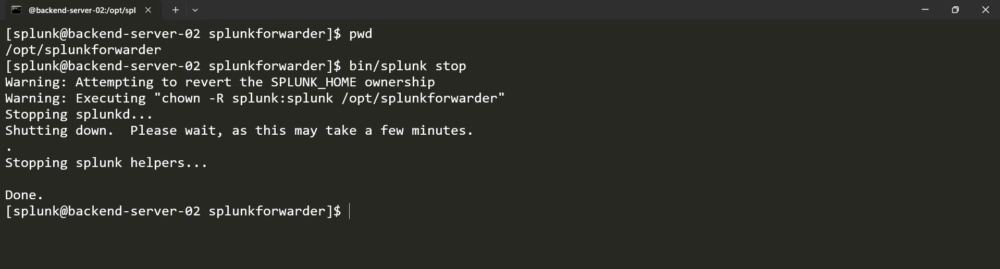 @backend-server-02:/opt/spl
[splunk@backend-server-02 splunkforwarder]$ pwd
/opt/splunkforwarder
[splunk@backend-server-02 splunkforwarder]$ bin/splunk stop
Warning: Attempting to revert the SPLUNK_HOME ownership
Warning: Executing "chown -R splunk:splunk /opt/splunkforwarder"
Stopping splunkd...
Shutting down.  Please wait, as this may take a few minutes.
.
Stopping splunk helpers...
Done.
[splunk@backend-server-02 splunkforwarder]$